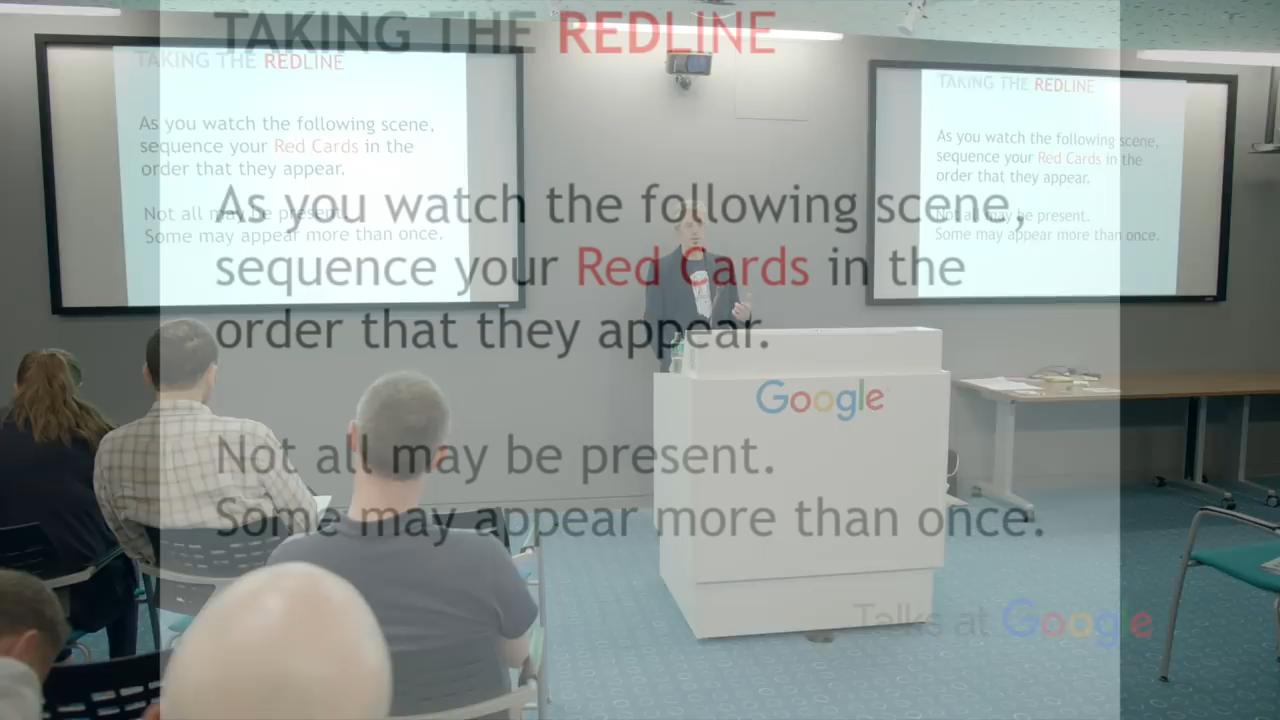 TAKING THE REDLINE
As you watch the following scene,
sequence your Red Cards in the
order that they appear.
Not all may be present.
Some may appear more than once.
TAKING THE REDLINE
As you watch the following scene,
sequence your Red Cards in the
order that they appear.
Not all may be present.
Some may appear more than once.
TAKING THE REDLINE
As you watch the following scene,
sequence your Red Cards in the
order that they appear.
Not all may be present.
Some may appear more than once.
Google
Talks at Google